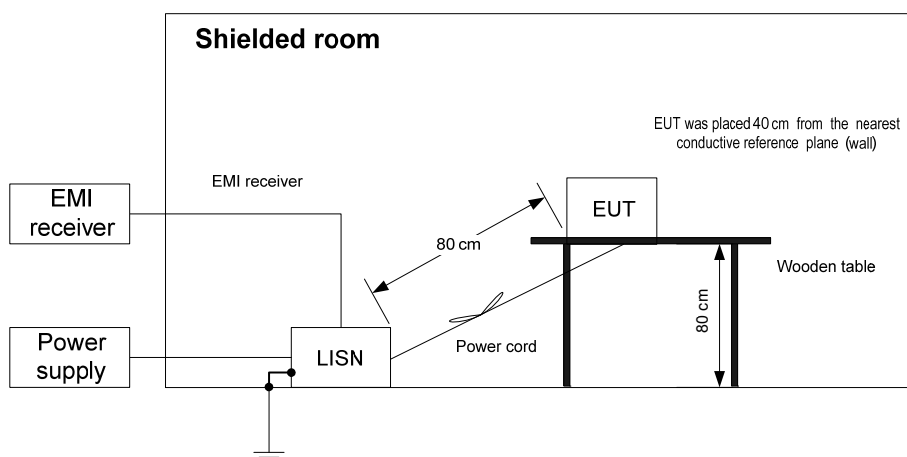 Shielded room
EUT was placed 40 cm from the nearest
conductive reference plane (wall)
EMI receiver
EMI
receiver
EUT
80 cm
Wooden table
80 cm
Power cord
Power
supply
LISN